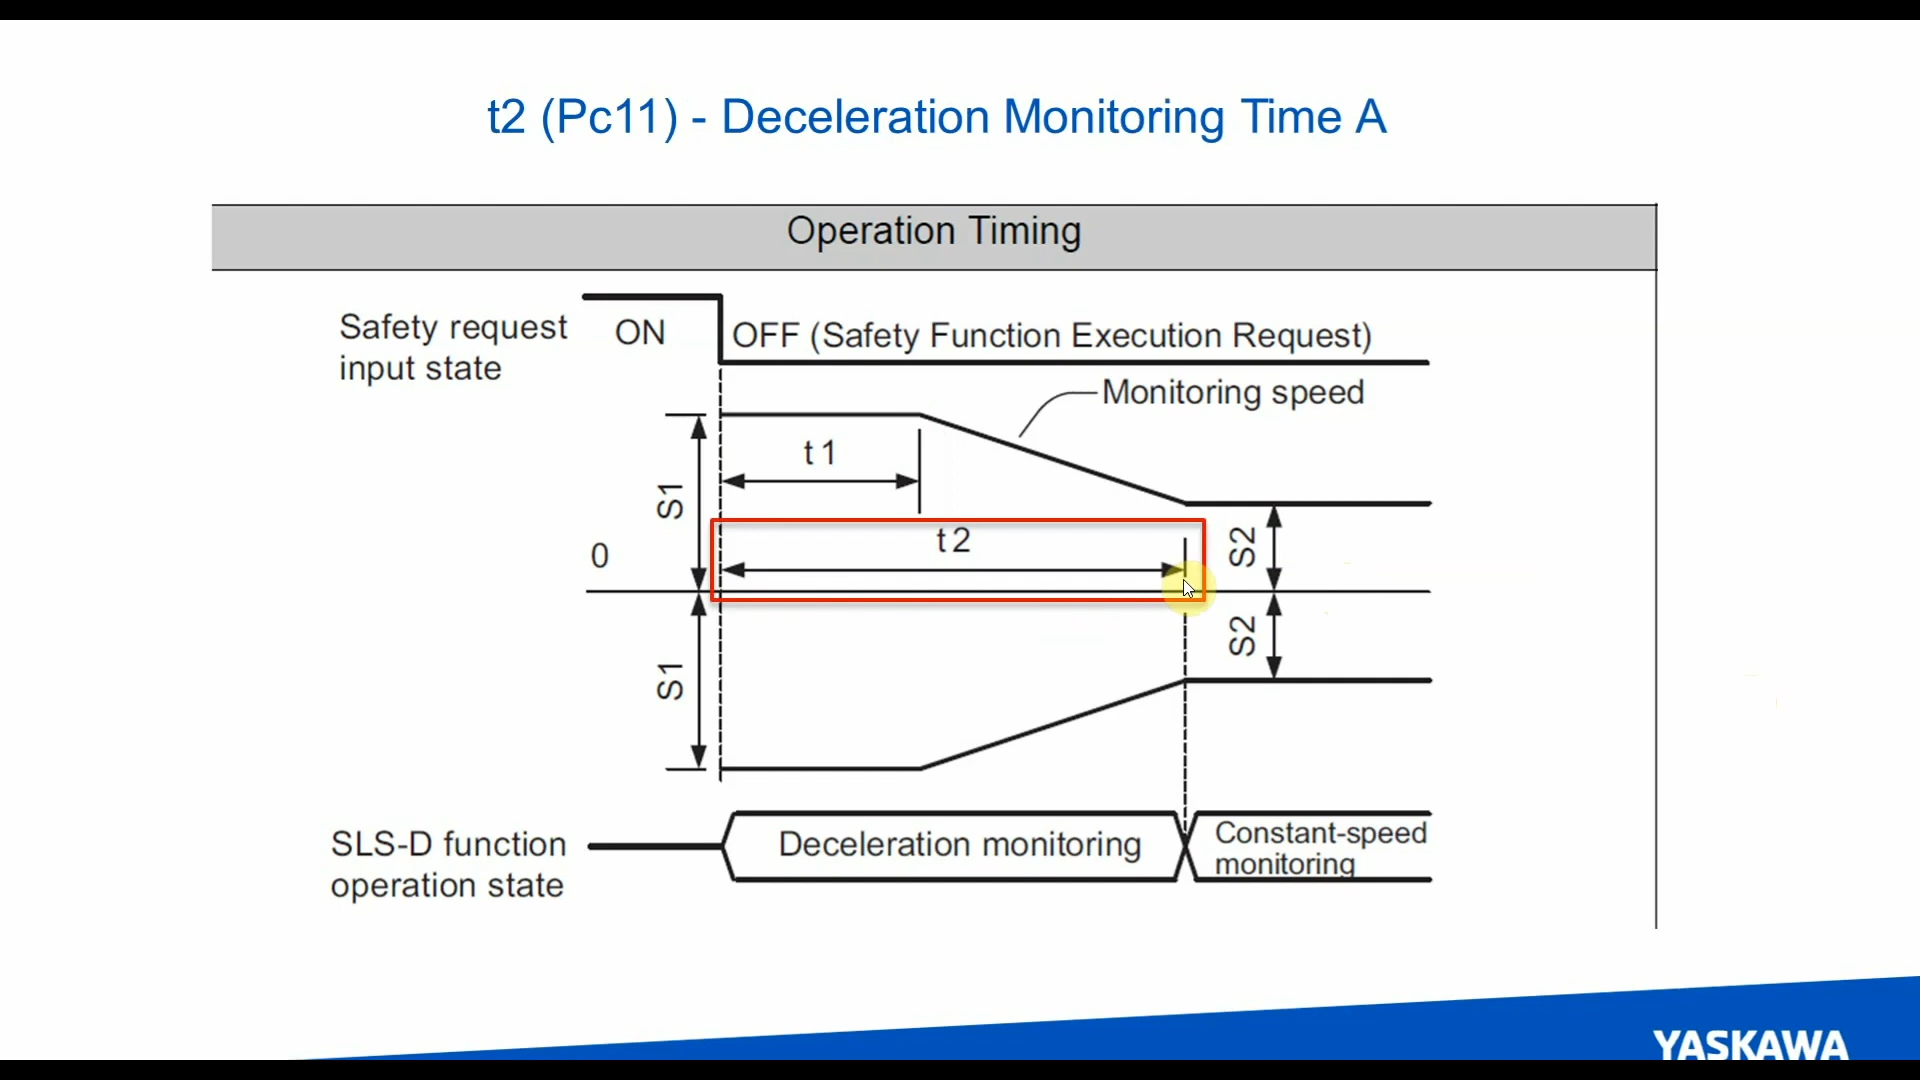 t2 (Pc11) - Deceleration Monitoring Time A
Operation Timing
Safety request
input state
ON
OFF (Safety Function Execution Request)
Monitoring speed
t1
S1
t2
0
S2
S2
S1
SLS-D function
operation state
Deceleration monitoring
Constant-speed
monitoring
YASKAWA